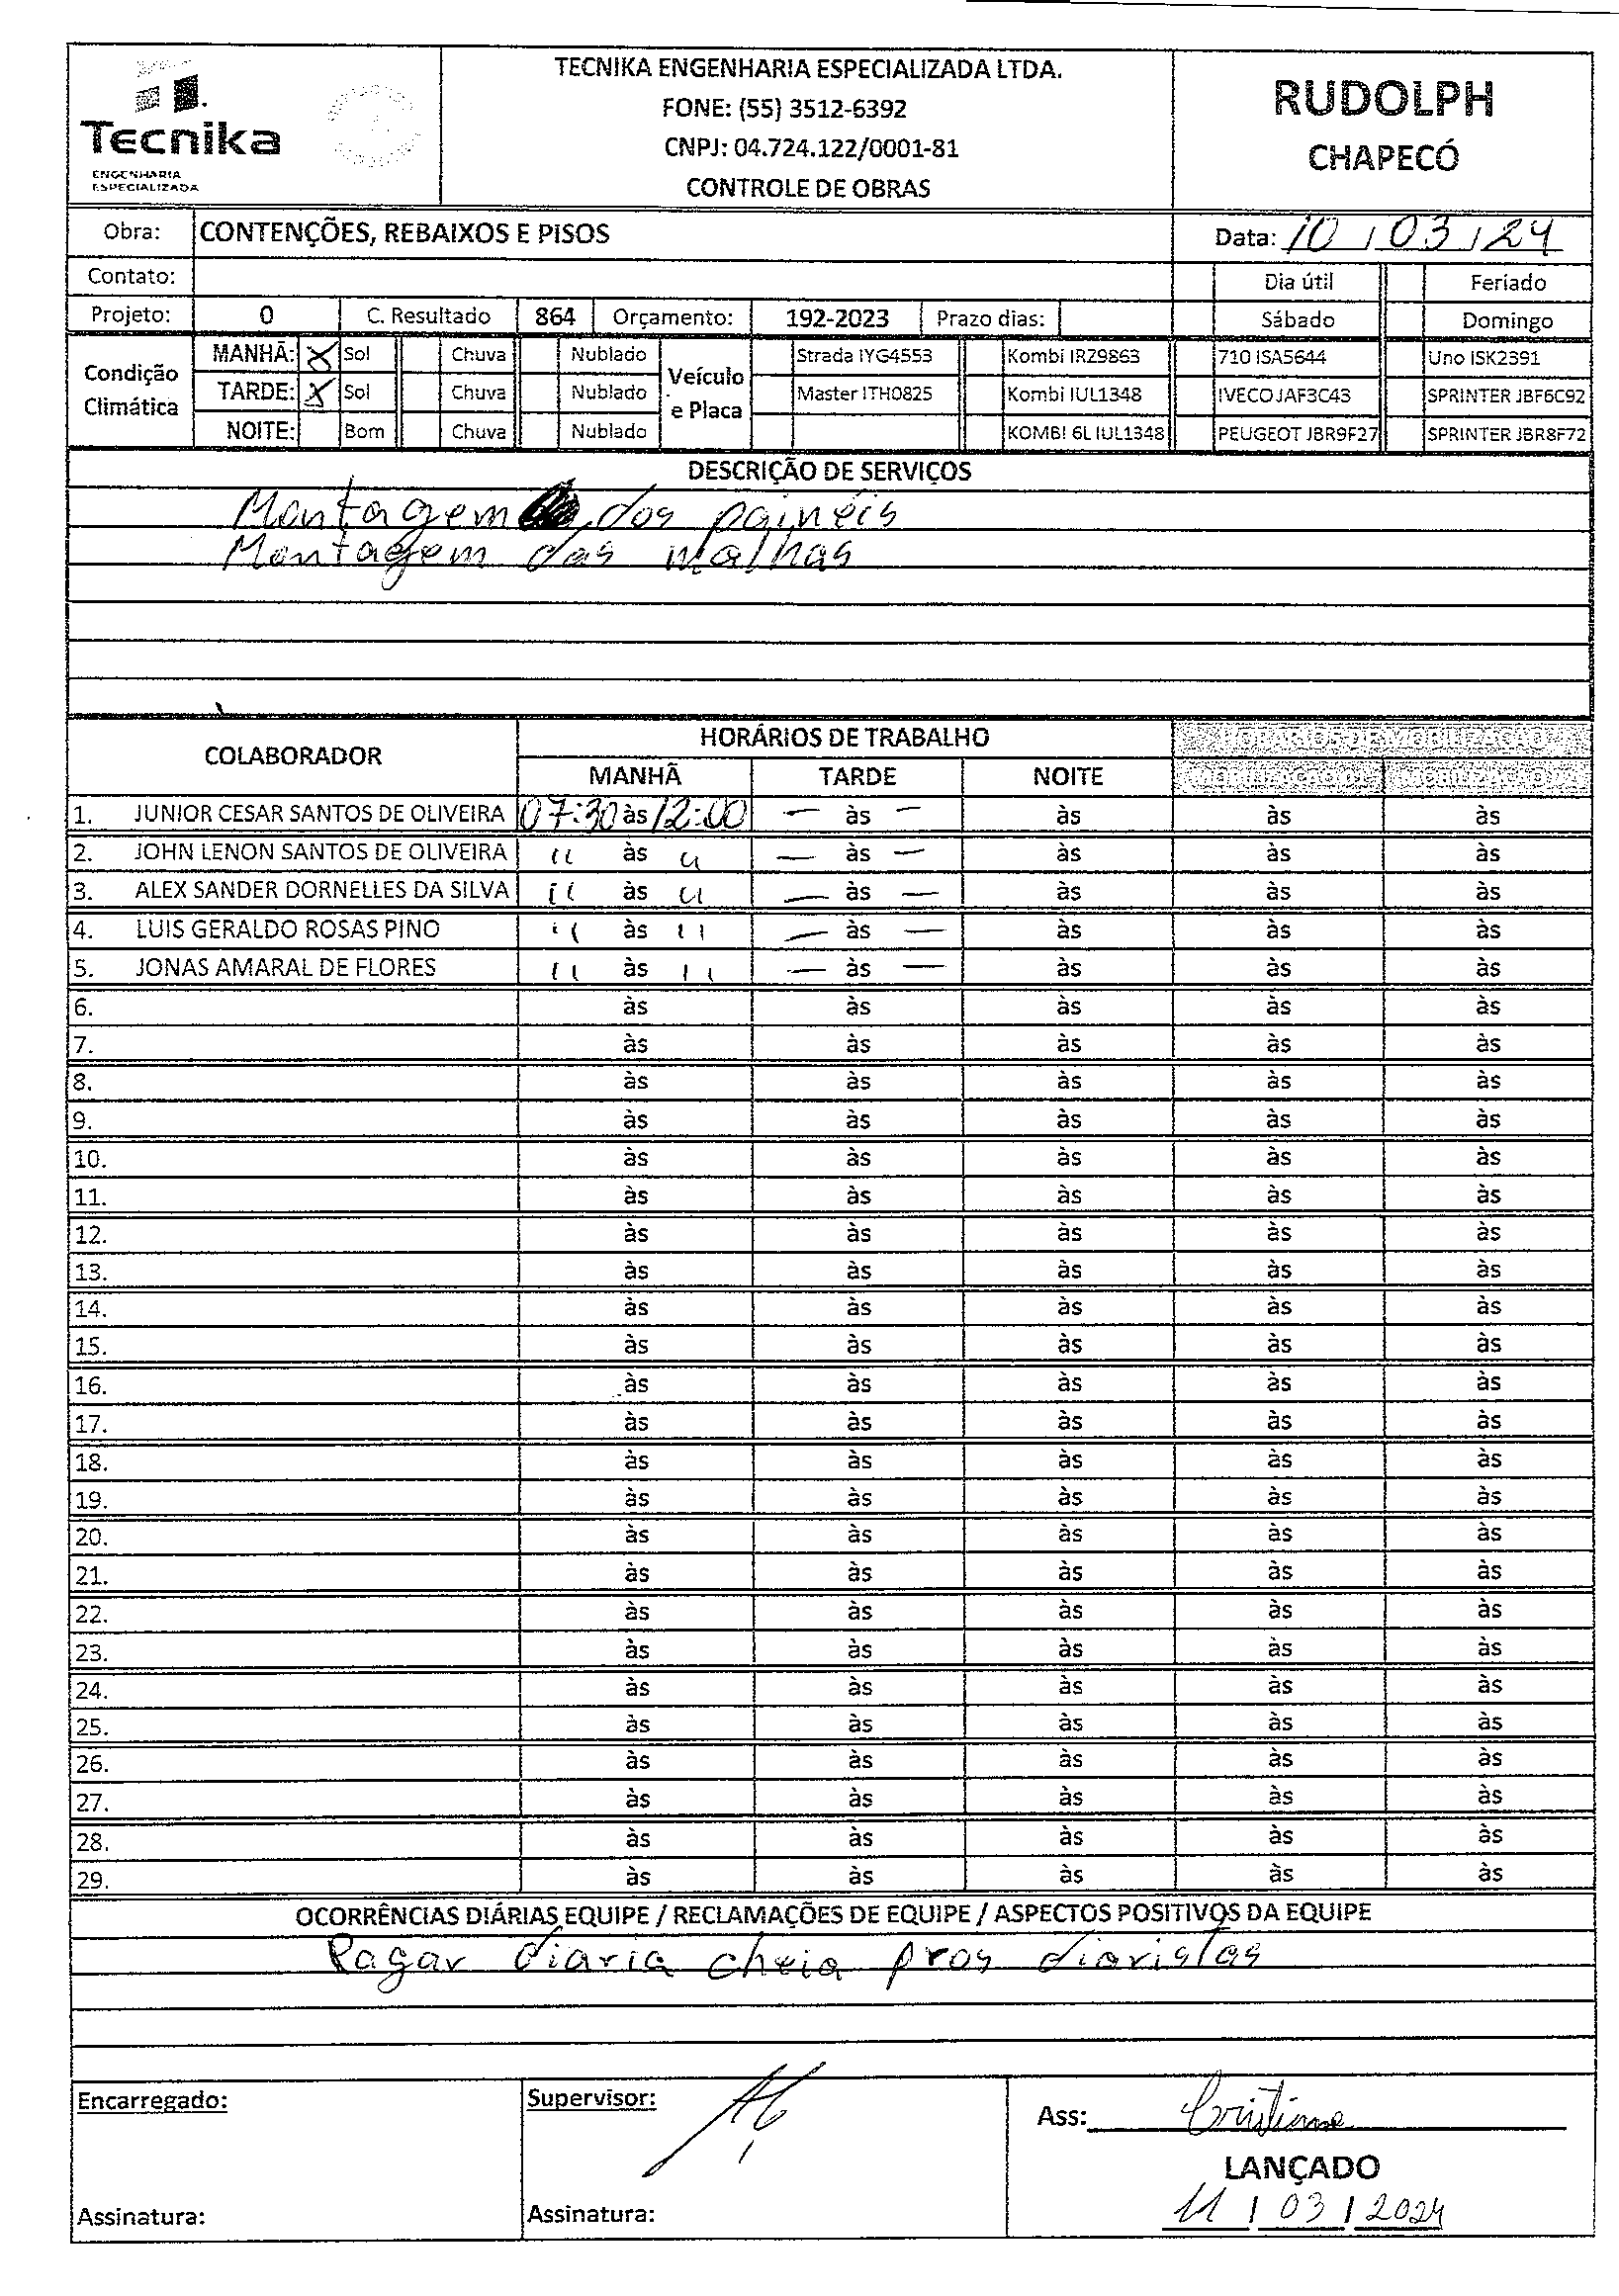 Tecnika
ENGENHARIA
ESPECIALIZADA
TECNIKA ENGENHARIA ESPECIALIZADA LTDA.
FONE: (55) 3512-6392
CNPJ: 04.724.122/0001-81
CONTROLE DE OBRAS
RUDOLPH
CHAPECÓ
Obra: CONTENÇÕES, REBAIXOS E PISOS Data: 10 / 03 / 24
Contato: Dia útil Feriado
Projeto: 0 C. Resultado 864 Orçamento: 192-2023 Prazo dias: Sábado Domingo
Condição Climática
MANHÃ: X Sol Chuva Nublado
TARDE: X Sol Chuva Nublado
NOITE: Bom Chuva Nublado
Veículo e Placa
Strada IYG4553 Kombi IRZ9863 710 ISA5644 Uno ISK2391
Master ITH0825 Kombi IUL1348 IVECO JAF3C43 SPRINTER JBF6C92
KOMBI 6L IUL1348 PEUGEOT JBR9F27 SPRINTER JBR8F72
DESCRIÇÃO DE SERVIÇOS
Montagem dos painéis
Montagem das malhas
COLABORADOR HORÁRIOS DE TRABALHO HORÁRIOS DE MOBILIZAÇÃO
MANHÃ TARDE NOITE
1. JUNIOR CESAR SANTOS DE OLIVEIRA 07:30 às 12:00 — às — às às às
2. JOHN LENON SANTOS DE OLIVEIRA " às " — às — às às às
3. ALEX SANDER DORNELLES DA SILVA " às " — às — às às às
4. LUIS GERALDO ROSAS PINO " às " — às — às às às
5. JONAS AMARAL DE FLORES " às " — às — às às às
6. às às às às às
7. às às às às às
8. às às às às às
9. às às às às às
10. às às às às às
11. às às às às às
12. às às às às às
13. às às às às às
14. às às às às às
15. às às às às às
16. às às às às às
17. às às às às às
18. às às às às às
19. às às às às às
20. às às às às às
21. às às às às às
22. às às às às às
23. às às às às às
24. às às às às às
25. às às às às às
26. às às às às às
27. às às às às às
28. às às às às às
29. às às às às às
OCORRÊNCIAS DIÁRIAS EQUIPE / RECLAMAÇÕES DE EQUIPE / ASPECTOS POSITIVOS DA EQUIPE
Pagar diaria cheia pros diaristas
Encarregado:
Assinatura:
Supervisor:
Assinatura:
Ass: Cristiane
LANÇADO
11 / 03 / 2024